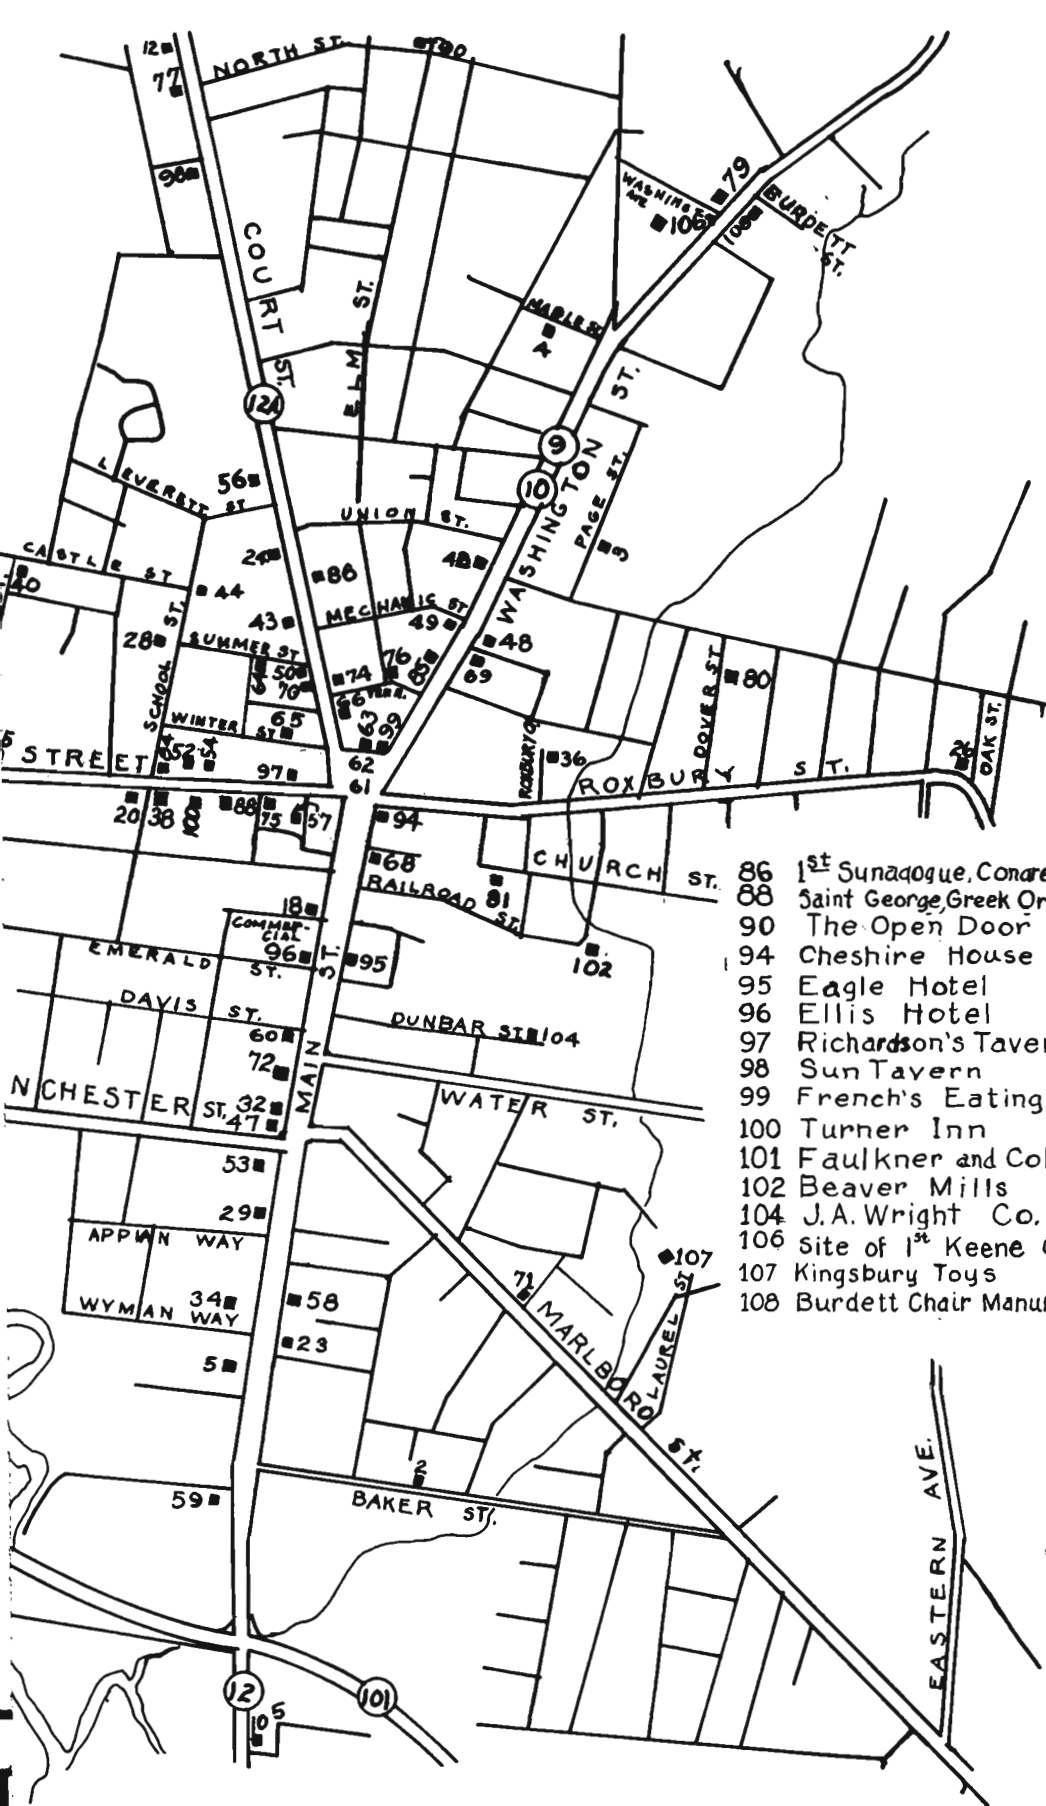 12
77
NORTH ST.
90
98
COURT ST.
ELM ST.
WASHINGT. AVE
79
106
108
BURDETT ST.
MAPLE ST
A
12A
9
10
WASHINGTON ST.
PAGE ST.
3
LEVERETT ST
56
UNION ST.
CASTLE ST
40
24
86
44
MECHANIC ST
49
43
48
28
SUMMER ST
SCHOOL ST.
64
50
70
74
76
85
89
66
63
99
WINTER ST
65
DOVER ST
80
OAK ST.
STREET
52
54
97
62
61
ROXBURY CT
36
ROXBURY ST.
20
38
100
88
75
57
94
68
RAILROAD ST.
81
CHURCH ST.
18
COMMERCIAL
96
EMERALD ST.
95
102
DAVIS ST.
60
DUNBAR ST
104
72
MAIN ST.
NCHESTER ST.
32
47
WATER ST.
53
29
APPIAN WAY
34
WYMAN WAY
58
23
5
107
71
MARLBORO St.
LAUREL ST
2
59
BAKER ST.
EASTERN AVE.
12
101
105
86 1st Sunagogue, Congre
88 Saint George, Greek Or
90 The Open Door
94 Cheshire House
95 Eagle Hotel
96 Ellis Hotel
97 Richardson's Taver
98 Sun Tavern
99 French's Eating
100 Turner Inn
101 Faulkner and Col
102 Beaver Mills
104 J.A. Wright Co.
106 Site of 1st Keene
107 Kingsbury Toys
108 Burdett Chair Manuf